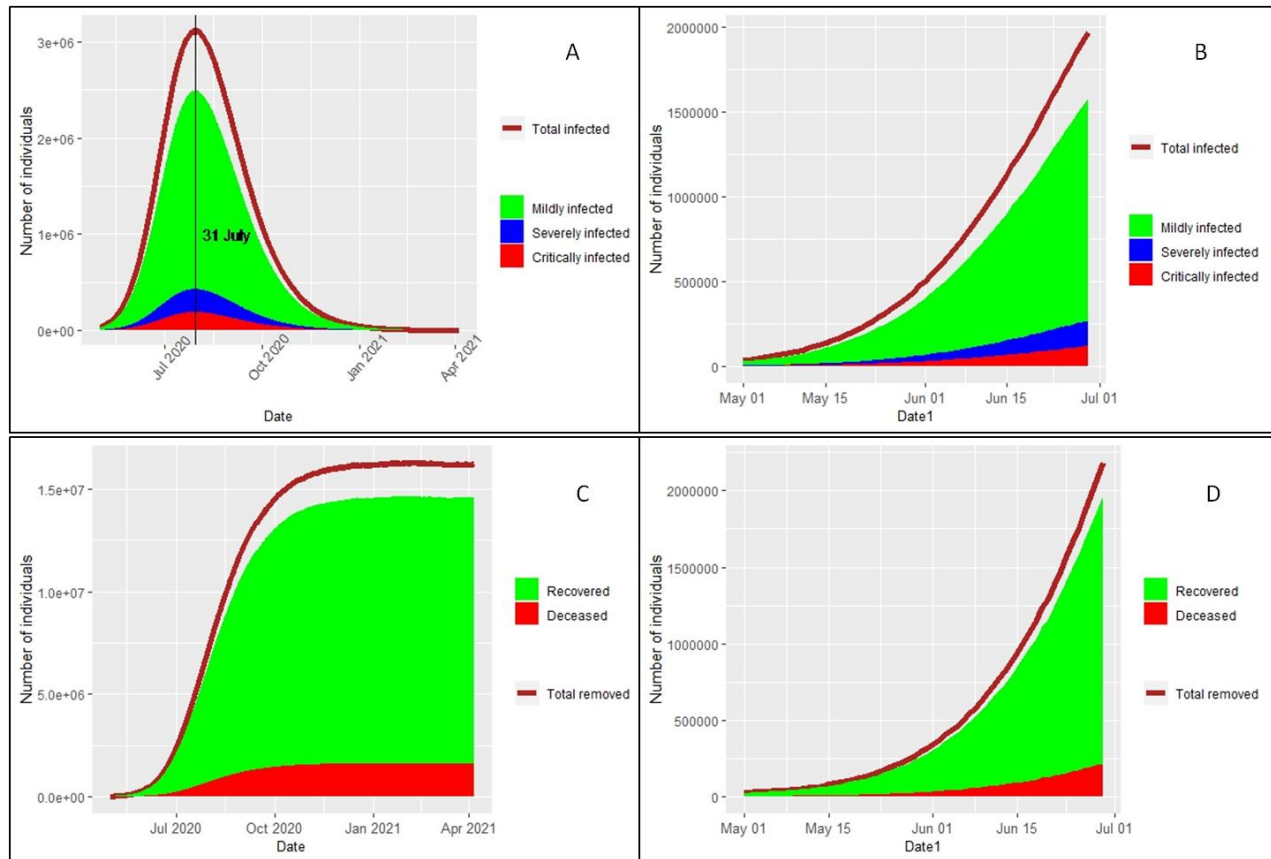 A
Number of individuals
3e+06
2e+06
1e+06
0e+00
31 July
Jul 2020
Oct 2020
Jan 2021
Apr 2021
Date
Total infected
Mildly infected
Severely infected
Critically infected
B
Number of individuals
2000000
1500000
1000000
500000
0
May 01
May 15
Jun 01
Jun 15
Jul 01
Date1
Total infected
Mildly infected
Severely infected
Critically infected
C
Number of individuals
1.5e+07
1.0e+07
5.0e+06
0.0e+00
Jul 2020
Oct 2020
Jan 2021
Apr 2021
Date
Recovered
Deceased
Total removed
D
Number of individuals
2000000
1500000
1000000
500000
0
May 01
May 15
Jun 01
Jun 15
Jul 01
Date1
Recovered
Deceased
Total removed